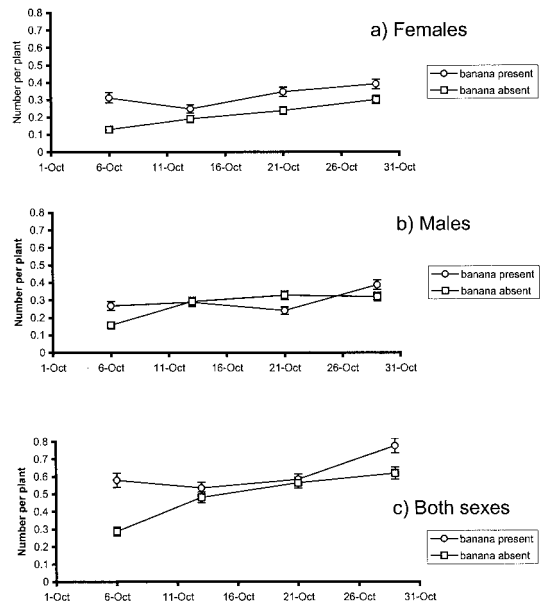 a) Females
0.8
0.7
0.6
0.5
0.4
0.3
0.2
0.1
0
Number per plant
1-Oct 6-Oct 11-Oct 16-Oct 21-Oct 26-Oct 31-Oct
banana present
banana absent
b) Males
0.8
0.7
0.6
0.5
0.4
0.3
0.2
0.1
0
Number per plant
1-Oct 6-Oct 11-Oct 16-Oct 21-Oct 26-Oct 31-Oct
banana present
banana absent
0.8
0.7
0.6
0.5
0.4
0.3
0.2
0.1
0
Number per plant
1-Oct 6-Oct 11-Oct 16-Oct 21-Oct 26-Oct 31-Oct
c) Both sexes
banana present
banana absent